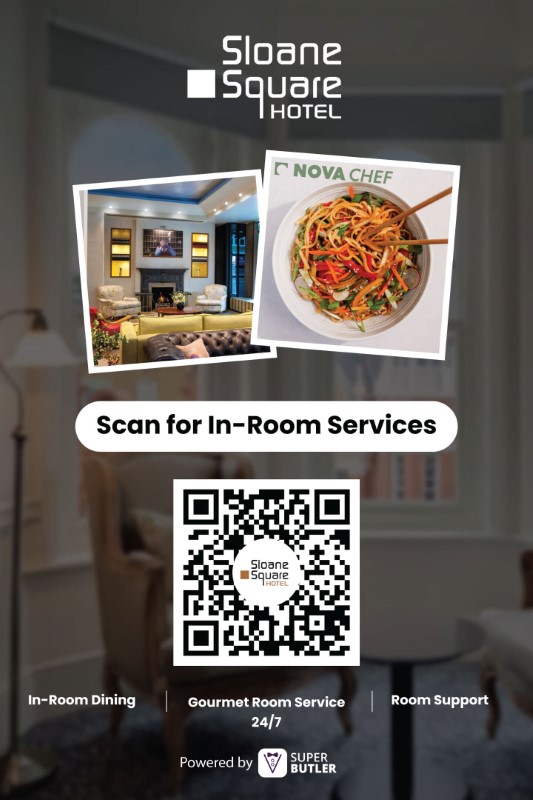 Sloane
Square
HOTEL
NOVA CHEF
Scan for In-Room Services
Sloane
Square
HOTEL
In-Room Dining
Gourmet Room Service
24/7
Room Support
Powered by
SUPER
BUTLER